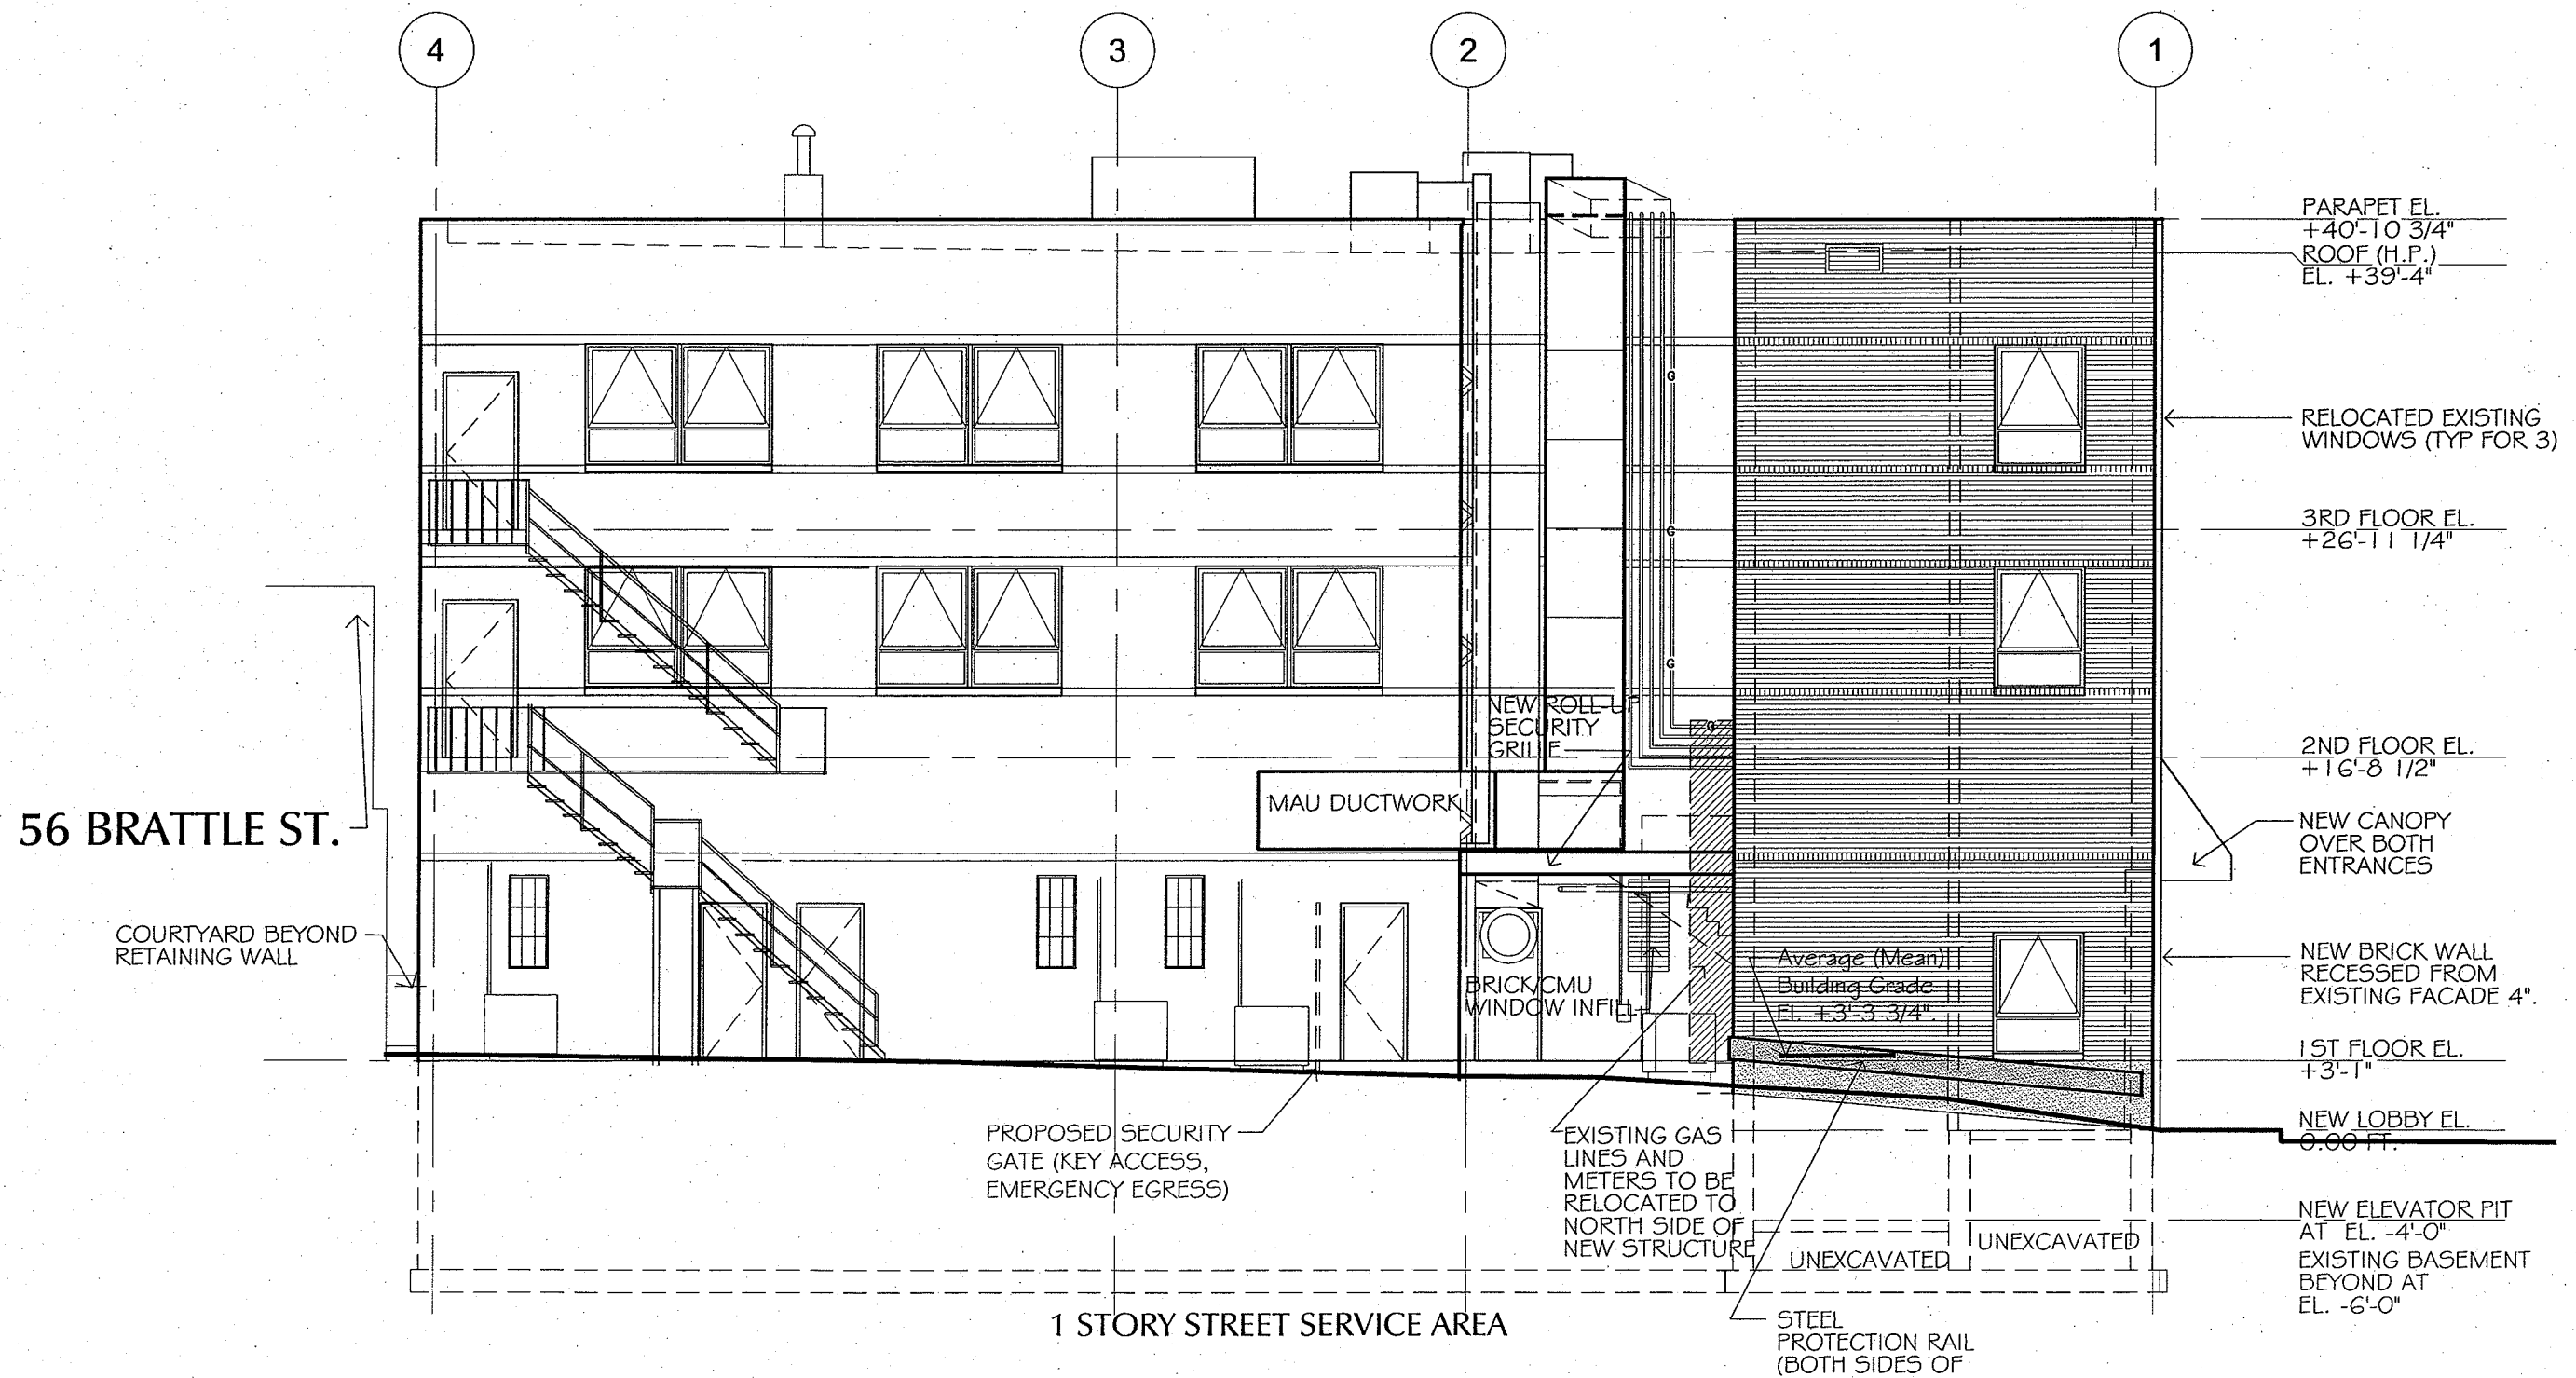 4
3
2
1
PARAPET EL.
+40'-10 3/4"
ROOF (H.P.)
EL. +39'-4"
RELOCATED EXISTING
WINDOWS (TYP FOR 3)
3RD FLOOR EL.
+26'-11 1/4"
2ND FLOOR EL.
+16'-8 1/2"
NEW CANOPY
OVER BOTH
ENTRANCES
NEW BRICK WALL
RECESSED FROM
EXISTING FACADE 4".
1ST FLOOR EL.
+3'-1"
NEW LOBBY EL.
0.00 FT.
NEW ELEVATOR PIT
AT EL. -4'-0"
EXISTING BASEMENT
BEYOND AT
EL. -6'-0"
G
G
G
G
NEW ROLL-UP
SECURITY
GRILLE
MAU DUCTWORK
56 BRATTLE ST.
COURTYARD BEYOND
RETAINING WALL
BRICK/CMU
WINDOW INFILL
Average (Mean)
Building Grade
El. +3'-3 3/4".
PROPOSED SECURITY
GATE (KEY ACCESS,
EMERGENCY EGRESS)
EXISTING GAS
LINES AND
METERS TO BE
RELOCATED TO
NORTH SIDE OF
NEW STRUCTURE
UNEXCAVATED
UNEXCAVATED
1 STORY STREET SERVICE AREA
STEEL
PROTECTION RAIL
(BOTH SIDES OF